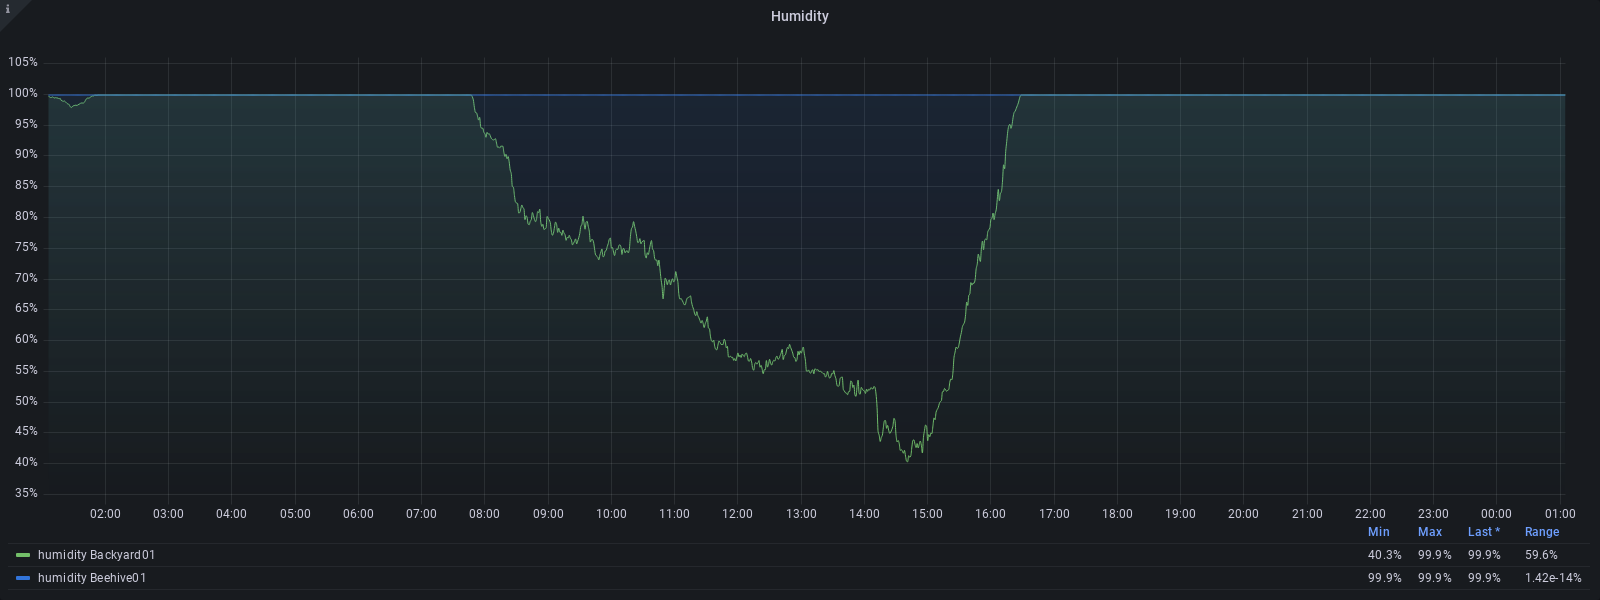 i
Humidity
105%
100%
95%
90%
85%
80%
75%
70%
65%
60%
55%
50%
45%
40%
35%
02:00 03:00 04:00 05:00 06:00 07:00 08:00 09:00 10:00 11:00 12:00 13:00 14:00 15:00 16:00 17:00 18:00 19:00 20:00 21:00 22:00 23:00 00:00 01:00
Min Max Last * Range
humidity Backyard01 40.3% 99.9% 99.9% 59.6%
humidity Beehive01 99.9% 99.9% 99.9% 1.42e-14%